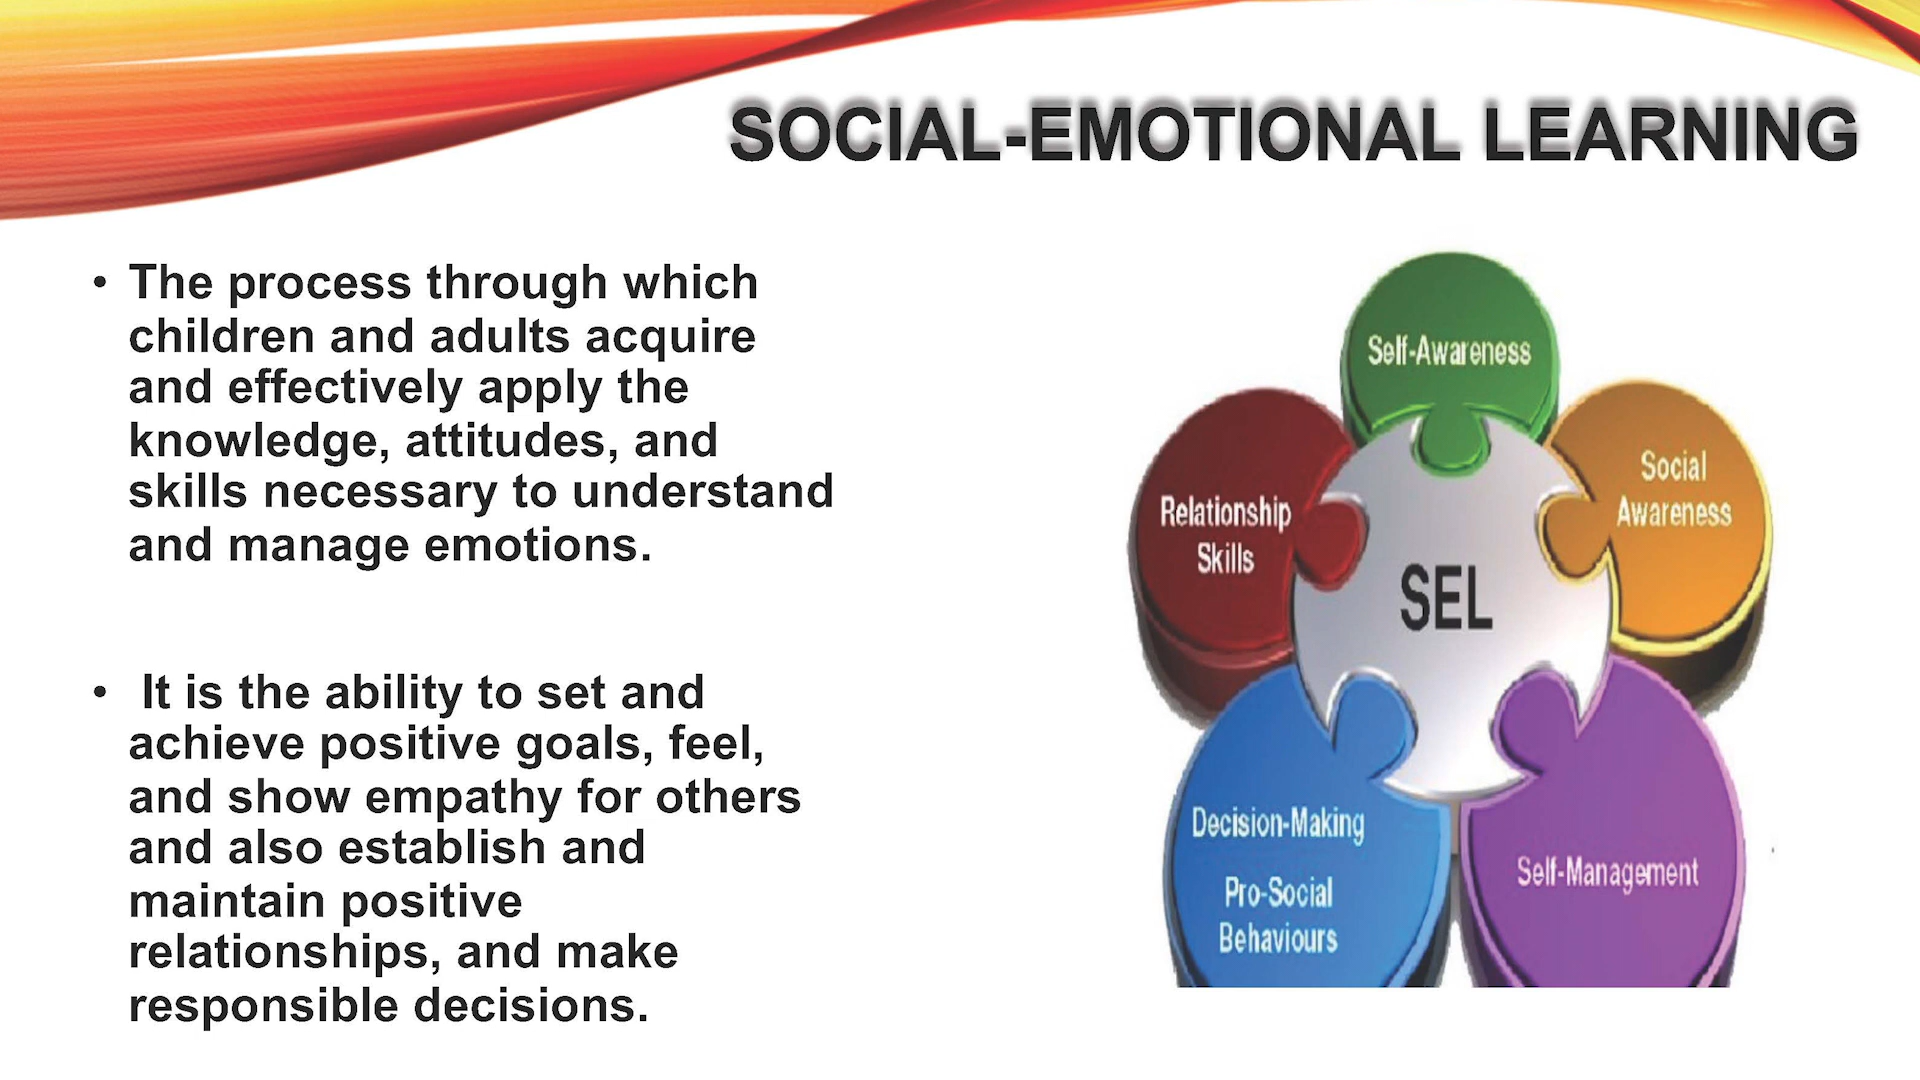 SOCIAL-EMOTIONAL LEARNING
• The process through which
children and adults acquire
and effectively apply the
knowledge, attitudes, and
skills necessary to understand
and manage emotions.
• It is the ability to set and
achieve positive goals, feel,
and show empathy for others
and also establish and
maintain positive
relationships, and make
responsible decisions.
Self-Awareness
Social
Awareness
Relationship
Skills
SEL
Decision-Making
Pro-Social
Behaviours
Self-Management